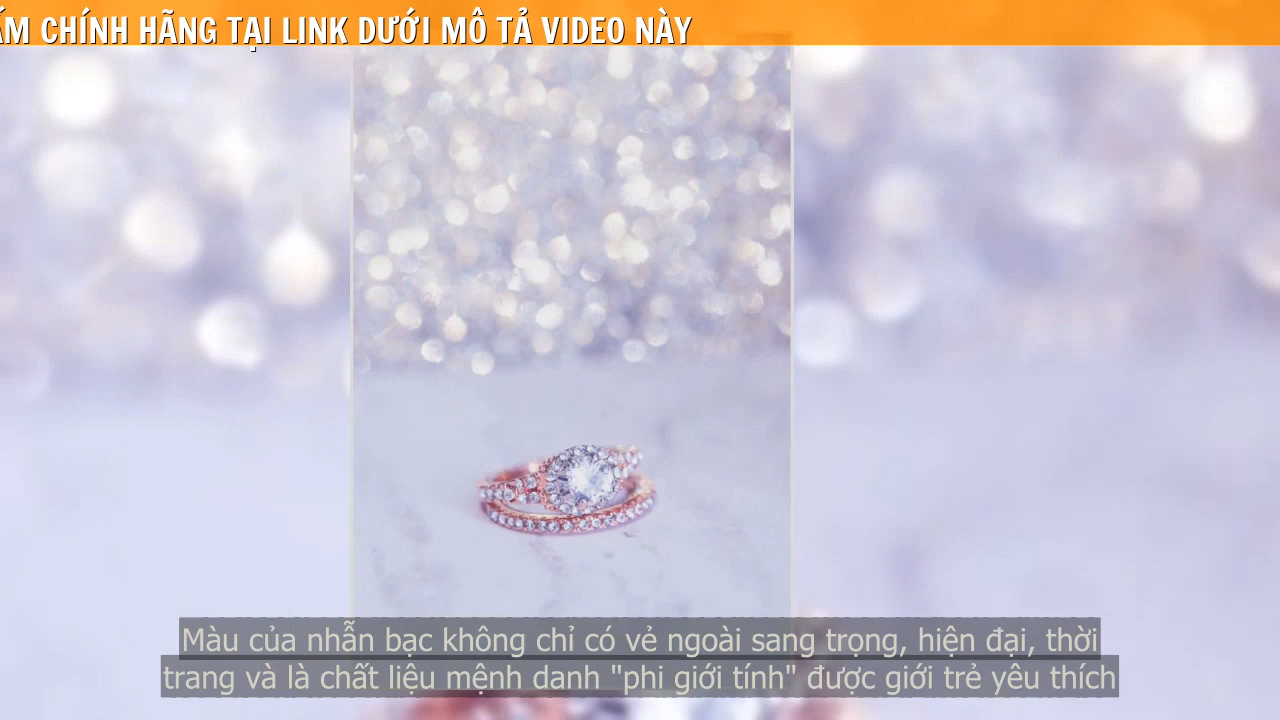 CHÍNH HÃNG TẠI LINK DƯỚI MÔ TẢ VIDEO NÀY
Màu của nhẫn bạc không chỉ có vẻ ngoài sang trọng, hiện đại, thời
trang và là chất liệu mệnh danh "phi giới tính" được giới trẻ yêu thích